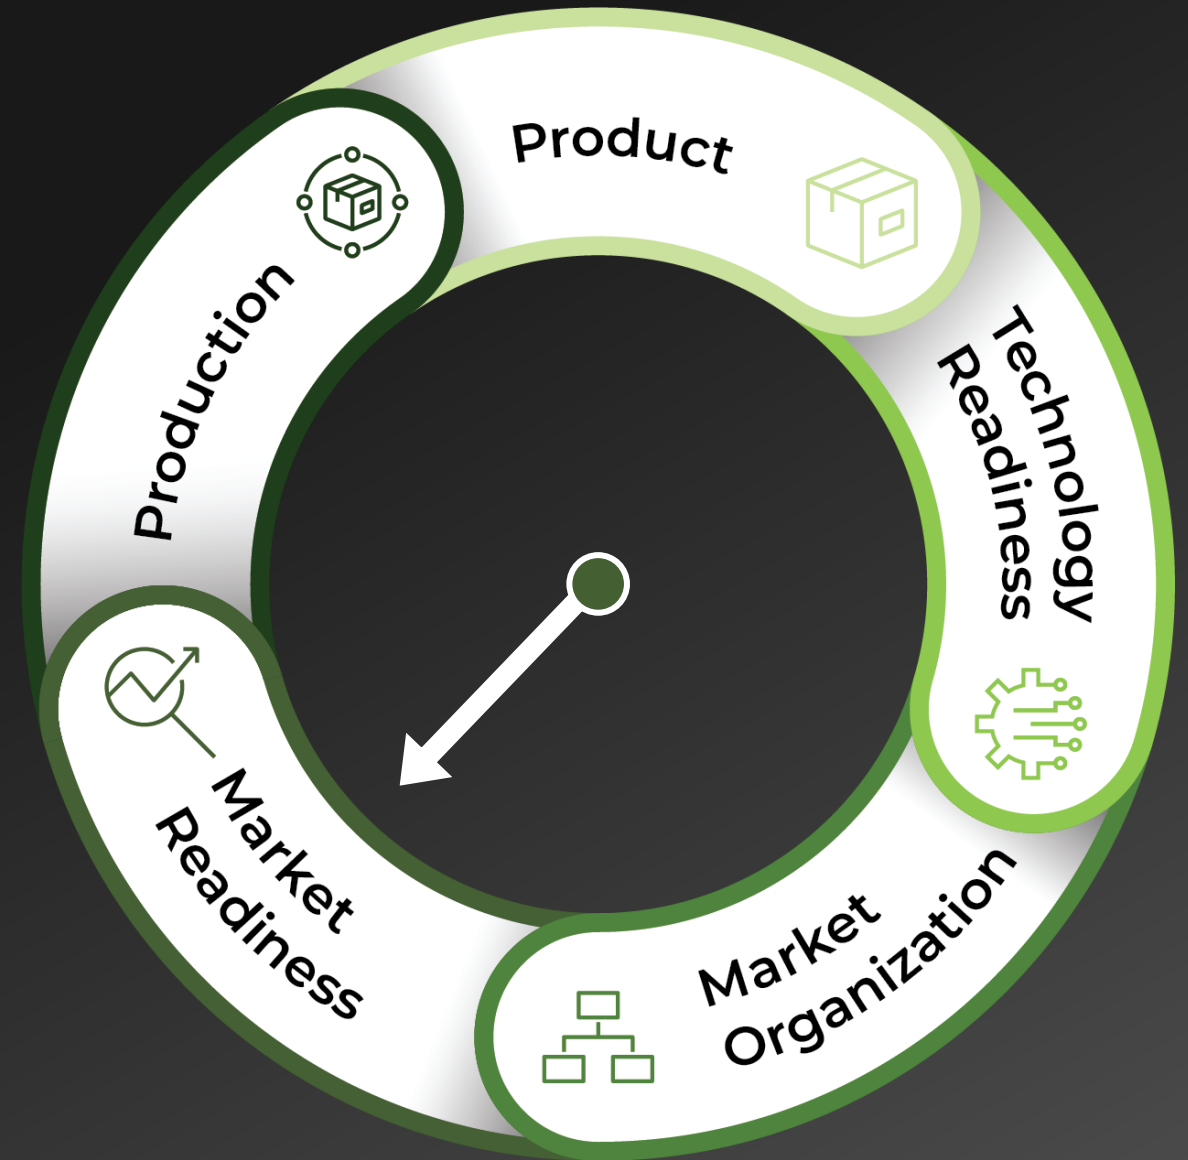 Product
Technology
Readiness
Market
Organization
Market
Readiness
Production